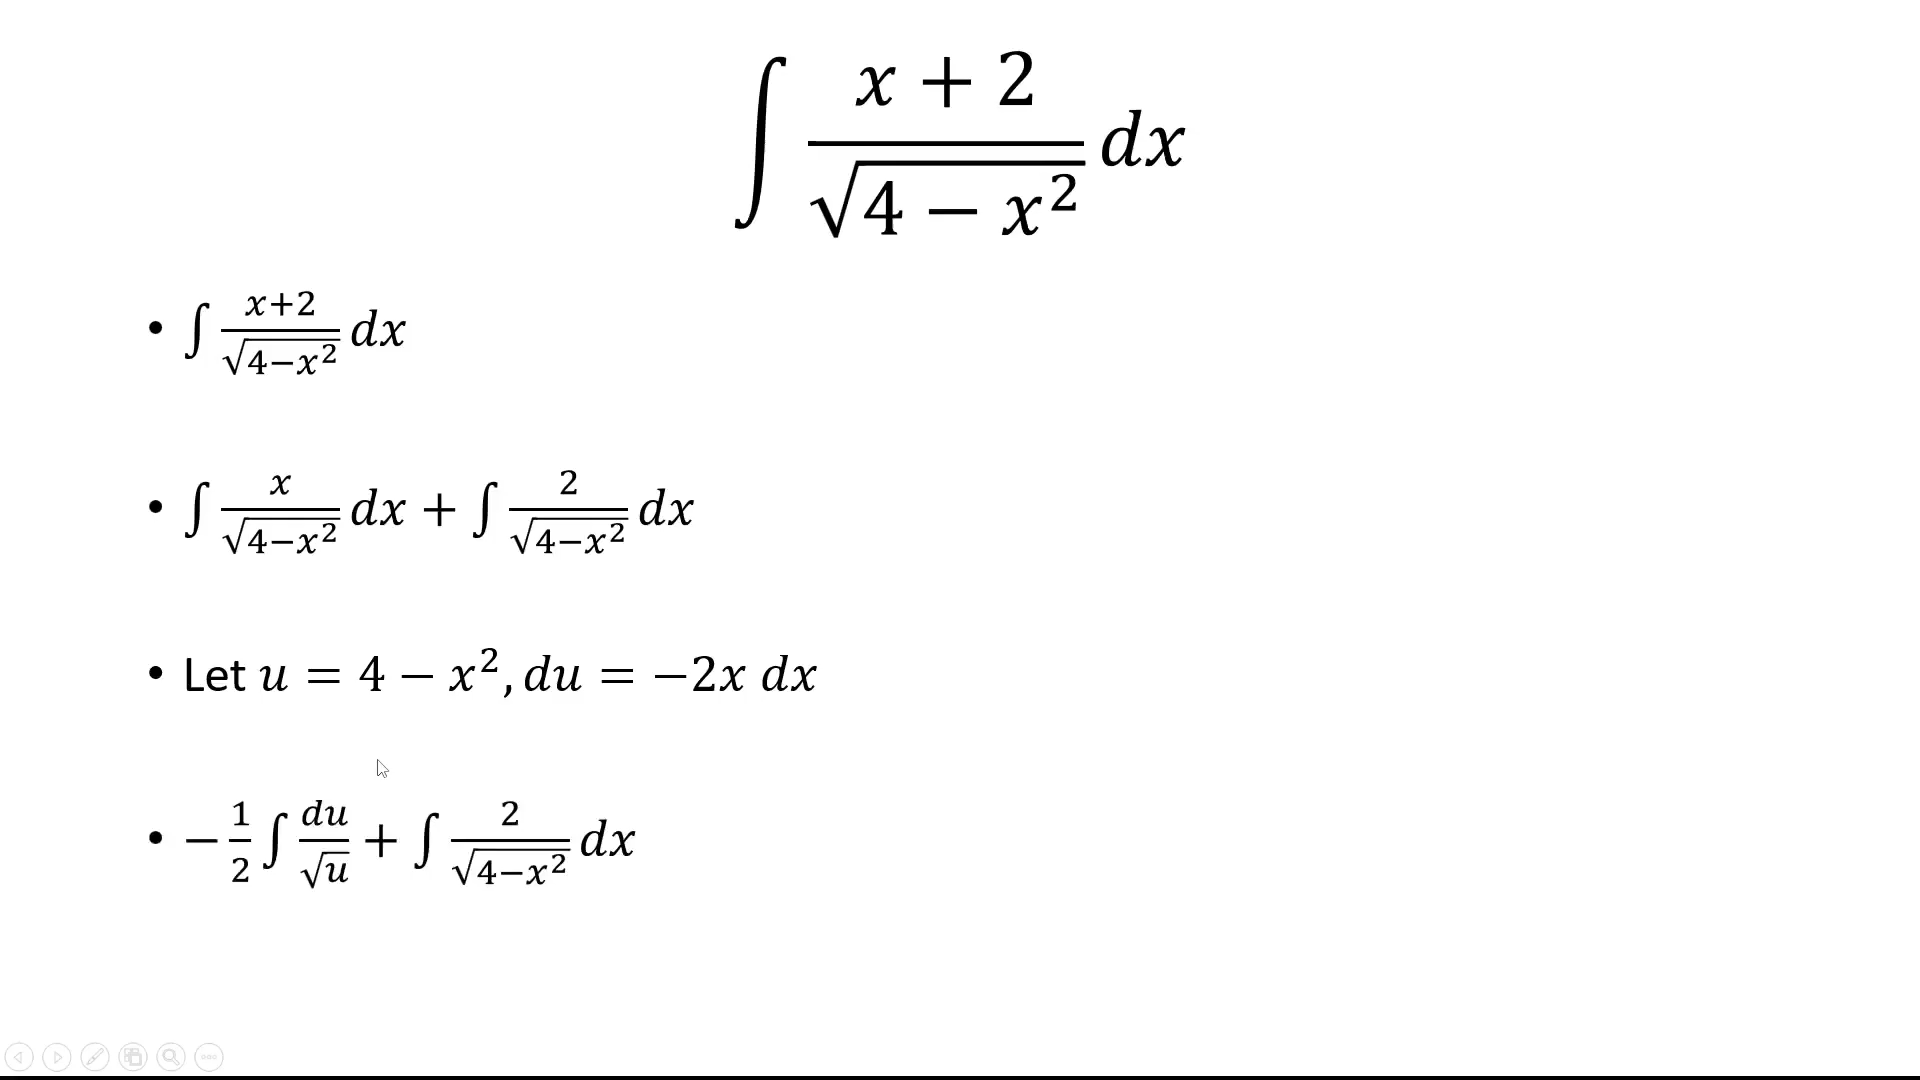 ∫ (x + 2)/√(4 − x²) dx
• ∫ (x+2)/√(4−x²) dx
• ∫ x/√(4−x²) dx + ∫ 2/√(4−x²) dx
• Let u = 4 − x², du = −2x dx
• −1/2 ∫ du/√u + ∫ 2/√(4−x²) dx